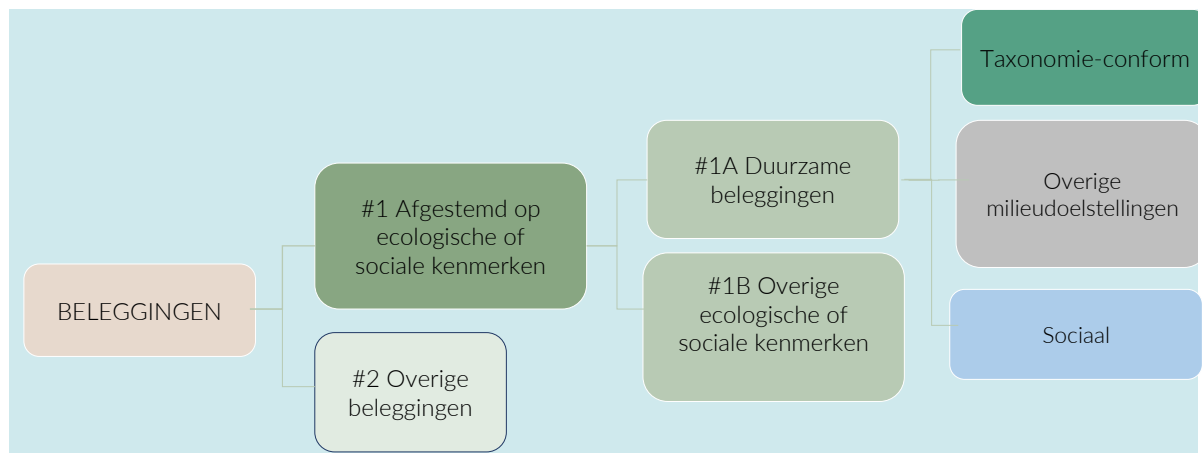 BELEGGINGEN
#1 Afgestemd op
ecologische of
sociale kenmerken
#2 Overige
beleggingen
#1A Duurzame
beleggingen
#1B Overige
ecologische of
sociale kenmerken
Taxonomie-conform
Overige
milieudoelstellingen
Sociaal